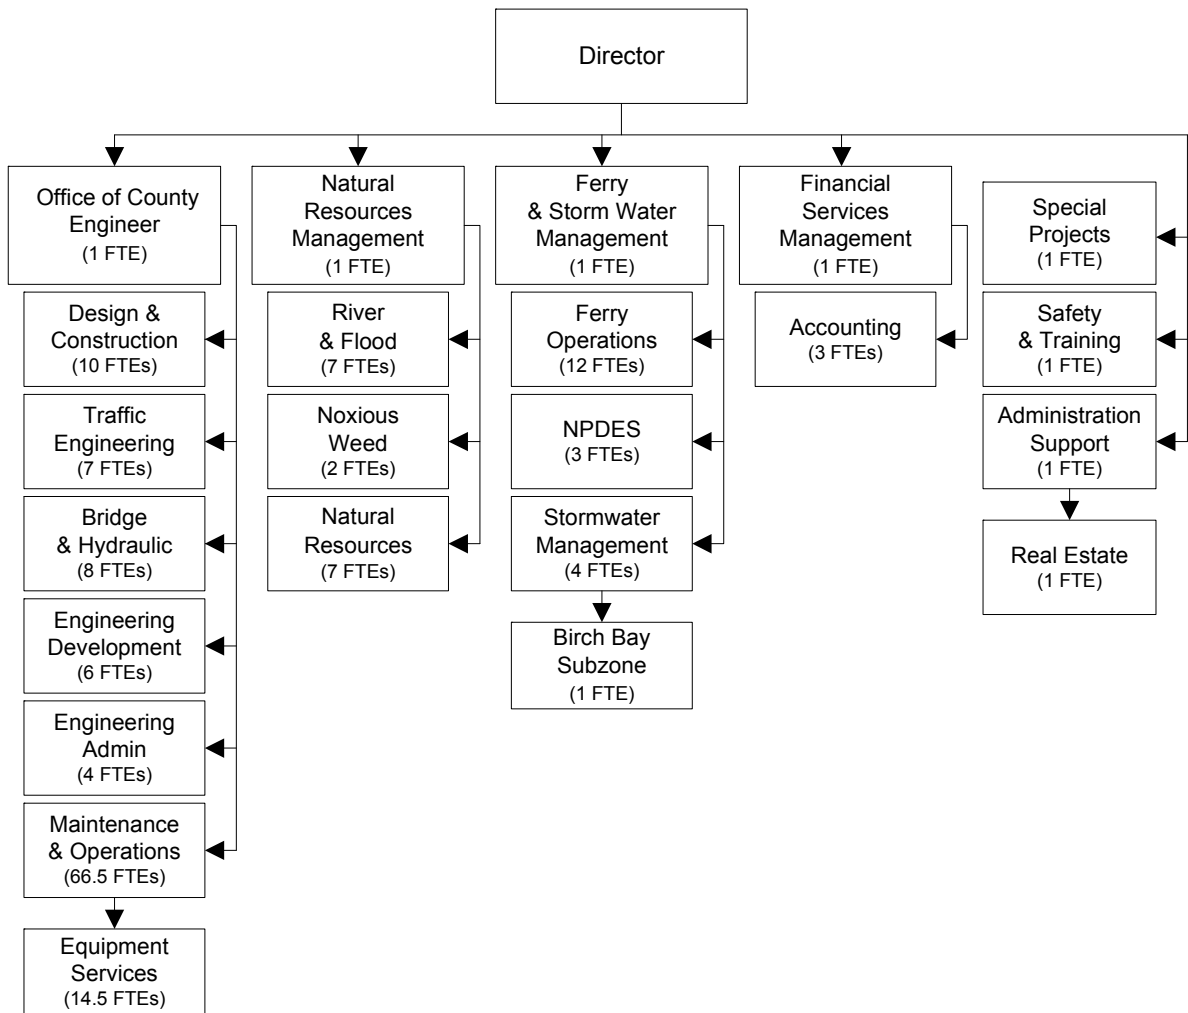 Director
Office of County
Engineer
(1 FTE)
Design &
Construction
(10 FTEs)
Traffic
Engineering
(7 FTEs)
Bridge
& Hydraulic
(8 FTEs)
Engineering
Development
(6 FTEs)
Engineering
Admin
(4 FTEs)
Maintenance
& Operations
(66.5 FTEs)
Equipment
Services
(14.5 FTEs)
Natural
Resources
Management
(1 FTE)
River
& Flood
(7 FTEs)
Noxious
Weed
(2 FTEs)
Natural
Resources
(7 FTEs)
Ferry
& Storm Water
Management
(1 FTE)
Ferry
Operations
(12 FTEs)
NPDES
(3 FTEs)
Stormwater
Management
(4 FTEs)
Birch Bay
Subzone
(1 FTE)
Financial
Services
Management
(1 FTE)
Accounting
(3 FTEs)
Special
Projects
(1 FTE)
Safety
& Training
(1 FTE)
Administration
Support
(1 FTE)
Real Estate
(1 FTE)